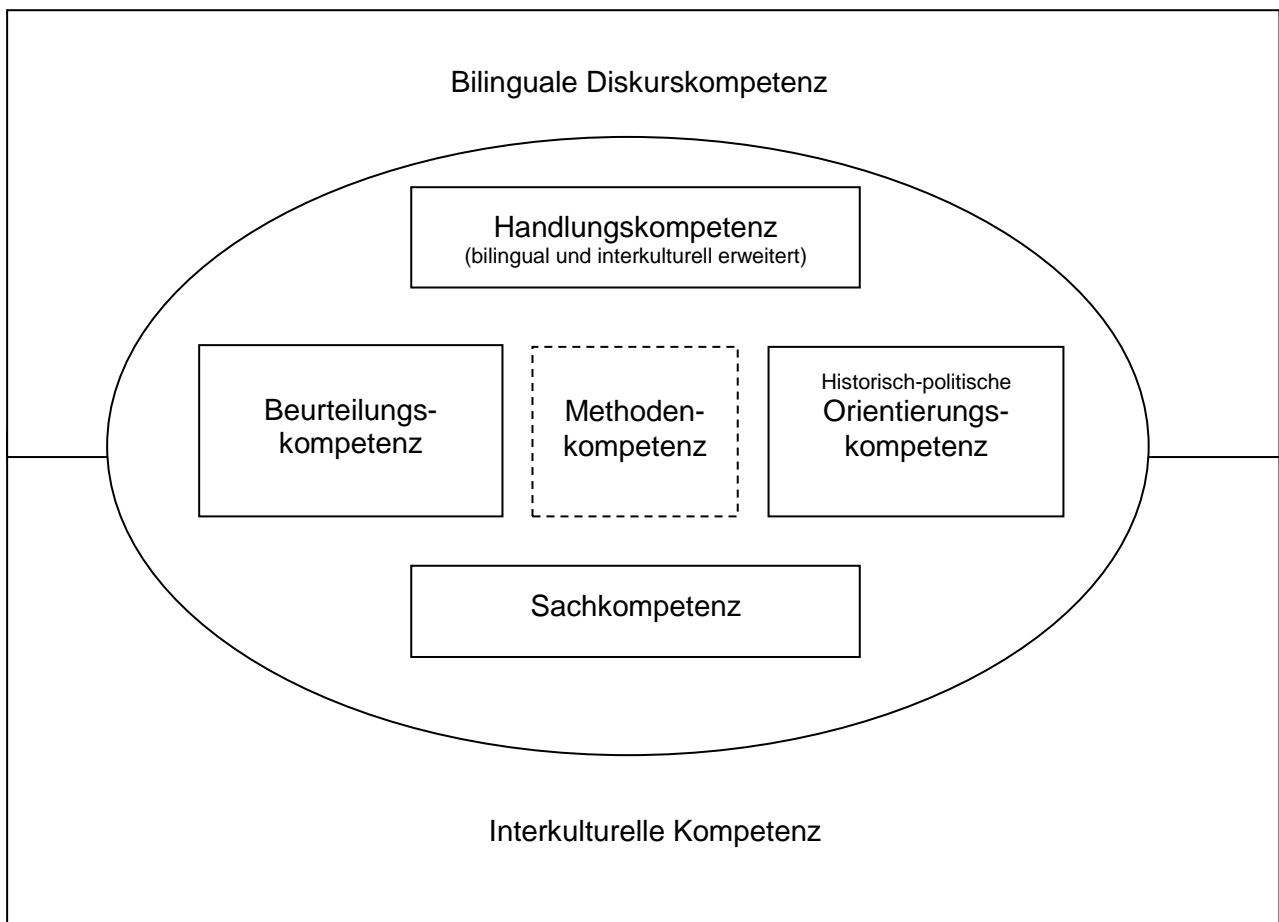 Bilinguale Diskurskompetenz
Handlungskompetenz
(bilingual und interkulturell erweitert)
Beurteilungs-
kompetenz
Methoden-
kompetenz
Historisch-politische
Orientierungs-
kompetenz
Sachkompetenz
Interkulturelle Kompetenz